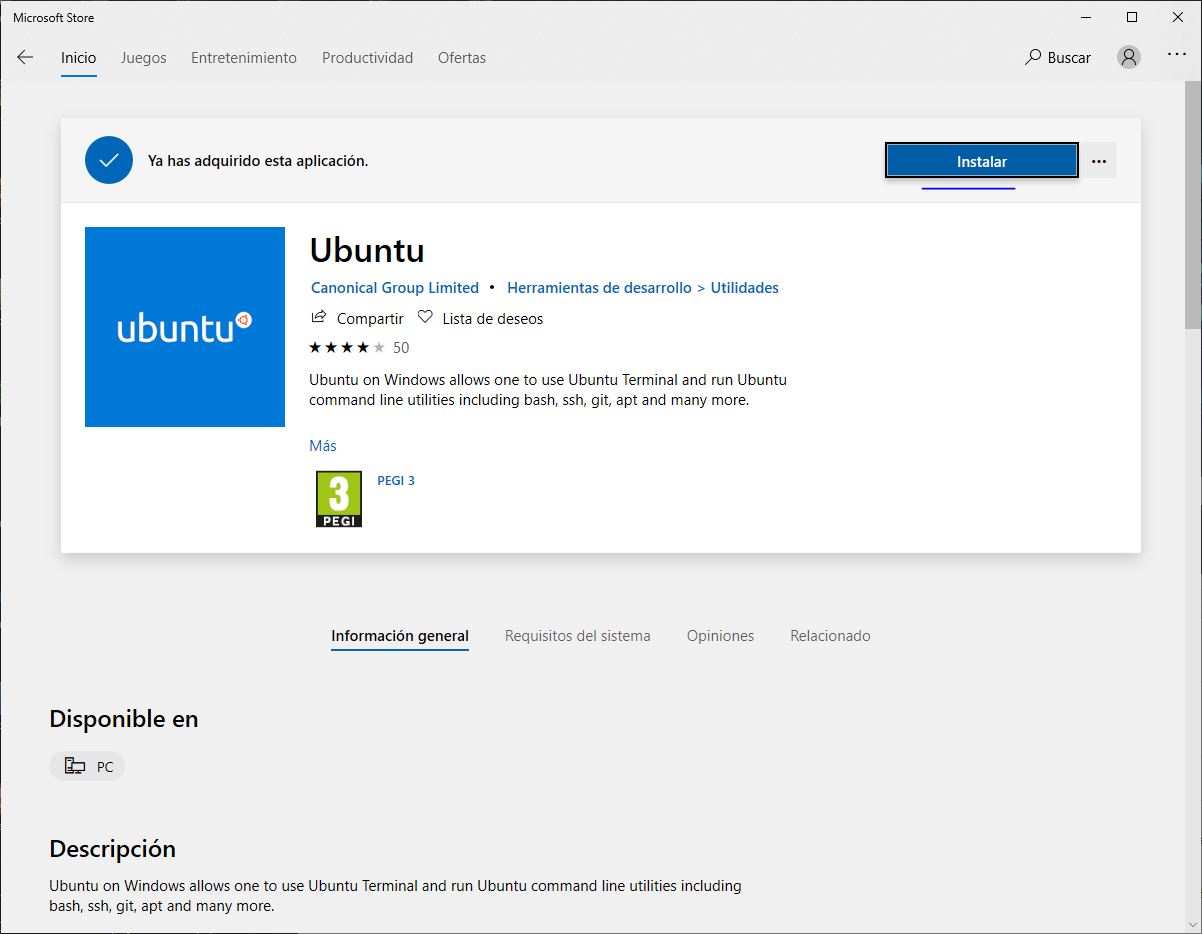 Microsoft Store
Inicio Juegos Entretenimiento Productividad Ofertas Buscar
Ya has adquirido esta aplicación. Instalar
ubuntu
Ubuntu
Canonical Group Limited • Herramientas de desarrollo > Utilidades
Compartir Lista de deseos
50
Ubuntu on Windows allows one to use Ubuntu Terminal and run Ubuntu
command line utilities including bash, ssh, git, apt and many more.
Más
3 PEGI 3
PEGI
Información general Requisitos del sistema Opiniones Relacionado
Disponible en
PC
Descripción
Ubuntu on Windows allows one to use Ubuntu Terminal and run Ubuntu command line utilities including
bash, ssh, git, apt and many more.